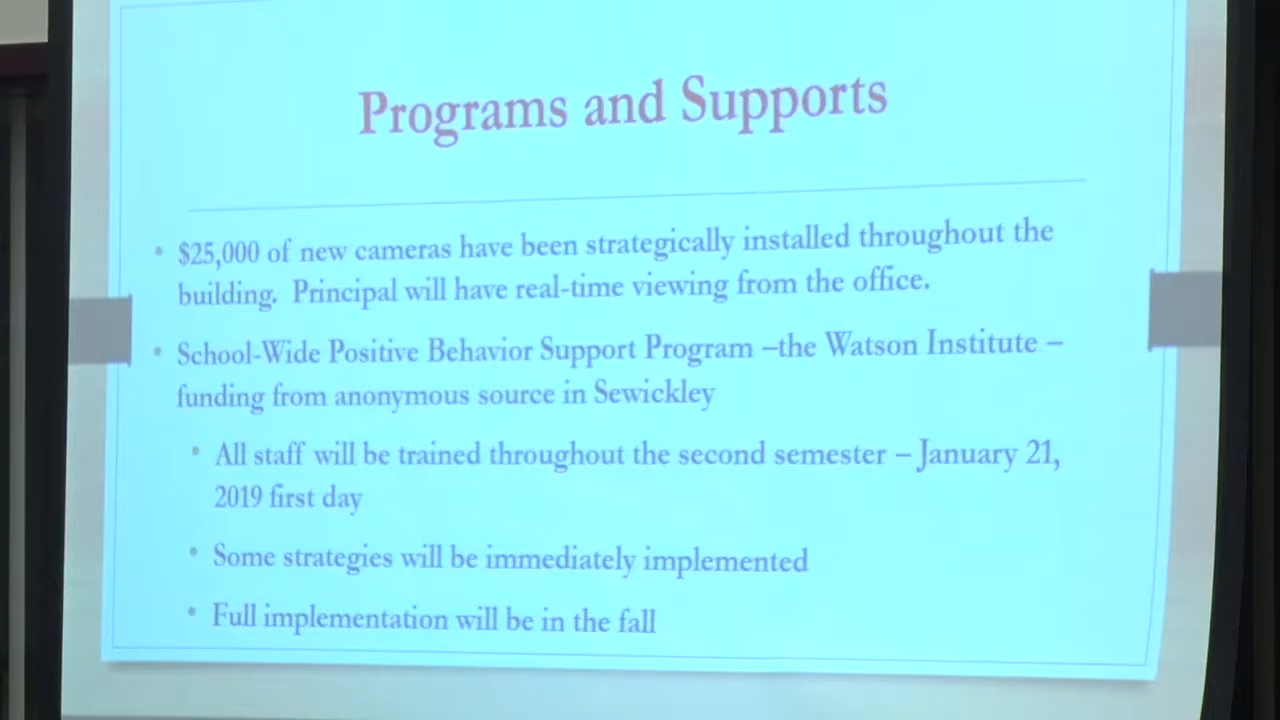 Programs and Supports
• $25,000 of new cameras have been strategically installed throughout the
building.  Principal will have real-time viewing from the office.
• School-Wide Positive Behavior Support Program –the Watson Institute –
funding from anonymous source in Sewickley
• All staff will be trained throughout the second semester – January 21,
2019 first day
• Some strategies will be immediately implemented
• Full implementation will be in the fall